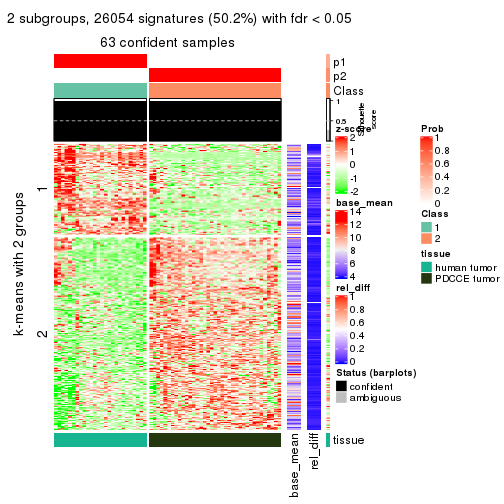 2 subgroups, 26054 signatures (50.2%) with fdr < 0.05
63 confident samples
p1
p2
Class
1
0.5
0
Silhouette
score
k-means with 2 groups
1
2
z-score
2
1
0
-1
-2
base_mean
14
12
10
8
6
4
rel_diff
1
0.8
0.6
0.4
0.2
0
Status (barplots)
confident
ambiguous
Prob
1
0.8
0.6
0.4
0.2
0
Class
1
2
tissue
human tumor
PDCCE tumor
tissue
base_mean
rel_diff